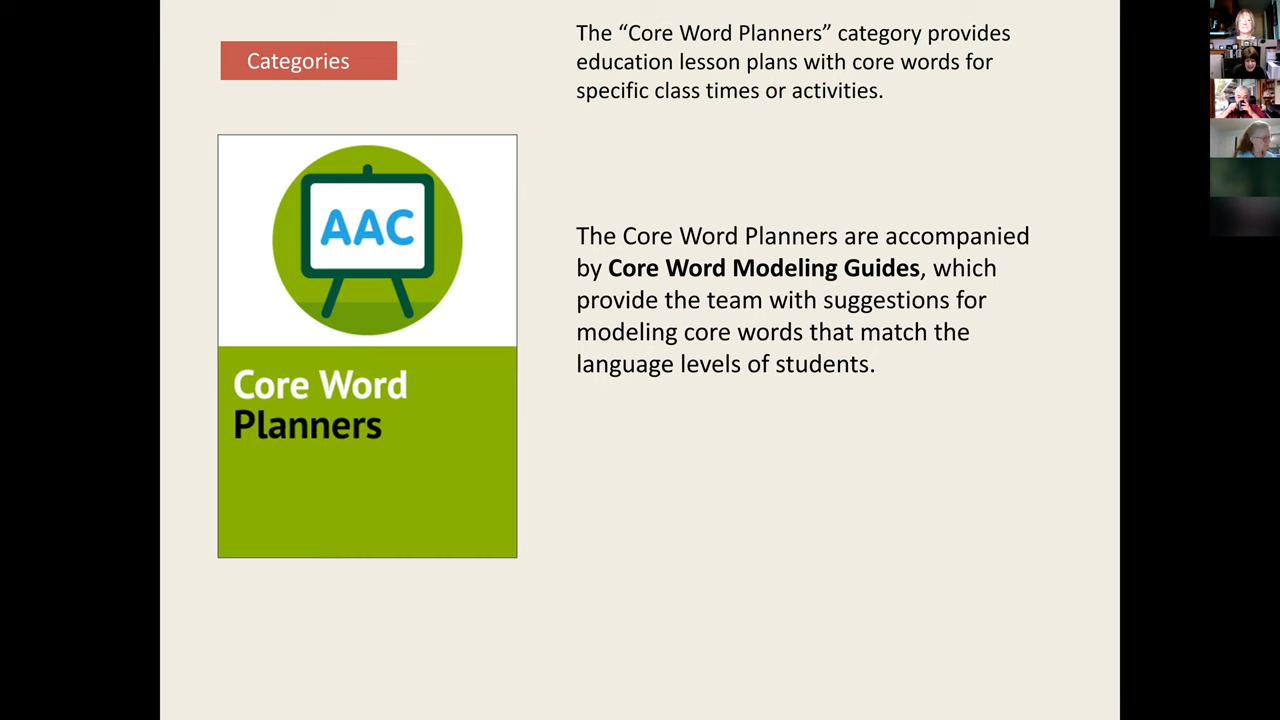 Categories
The “Core Word Planners” category provides
education lesson plans with core words for
specific class times or activities.
AAC
Core Word
Planners
The Core Word Planners are accompanied
by Core Word Modeling Guides, which
provide the team with suggestions for
modeling core words that match the
language levels of students.